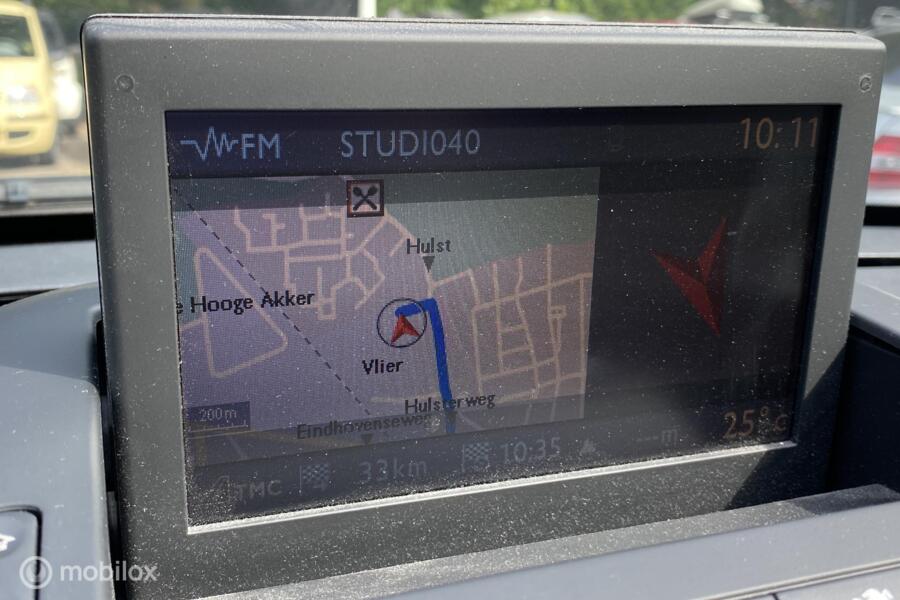 FM STUDIO40 10:11
Hulst
e Hooge Akker
Vlier
Hulsterweg
200m
Eindhovenseweg
TMC 33km 10:35 ---m 25°C
mobilox